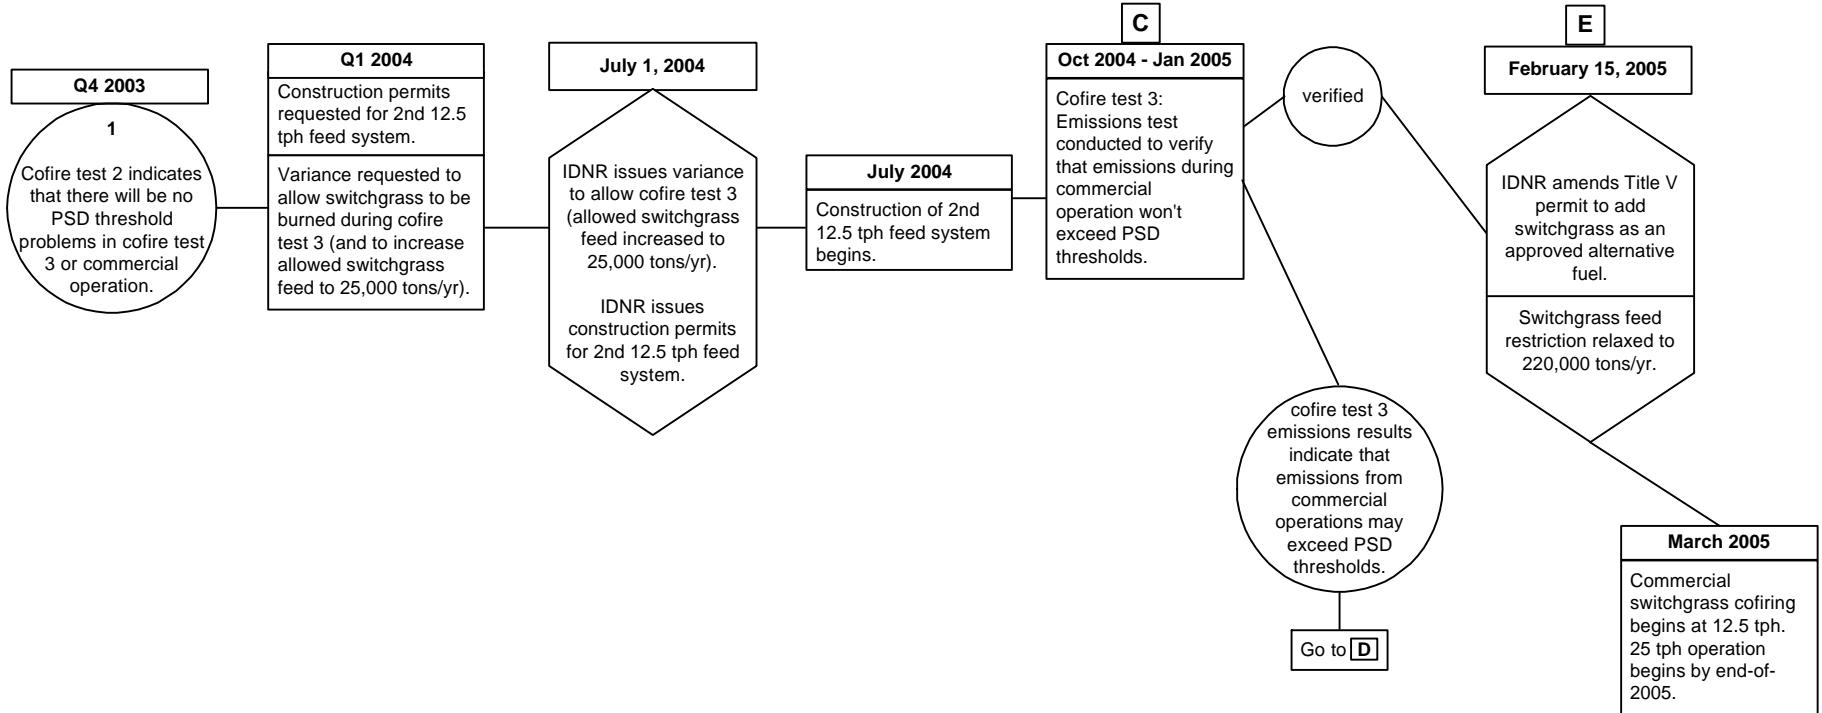 Q4 2003
1
Cofire test 2 indicates
that there will be no
PSD threshold
problems in cofire test
3 or commercial
operation.
Q1 2004
Construction permits
requested for 2nd 12.5
tph feed system.
Variance requested to
allow switchgrass to be
burned during cofire
test 3 (and to increase
allowed switchgrass
feed to 25,000 tons/yr).
July 1, 2004
IDNR issues variance
to allow cofire test 3
(allowed switchgrass
feed increased to
25,000 tons/yr).
IDNR issues
construction permits
for 2nd 12.5 tph feed
system.
July 2004
Construction of 2nd
12.5 tph feed system
begins.
C
Oct 2004 - Jan 2005
Cofire test 3:
Emissions test
conducted to verify
that emissions during
commercial
operation won't
exceed PSD
thresholds.
verified
cofire test 3
emissions results
indicate that
emissions from
commercial
operations may
exceed PSD
thresholds.
Go to D
E
February 15, 2005
IDNR amends Title V
permit to add
switchgrass as an
approved alternative
fuel.
Switchgrass feed
restriction relaxed to
220,000 tons/yr.
March 2005
Commercial
switchgrass cofiring
begins at 12.5 tph.
25 tph operation
begins by end-of-
2005.